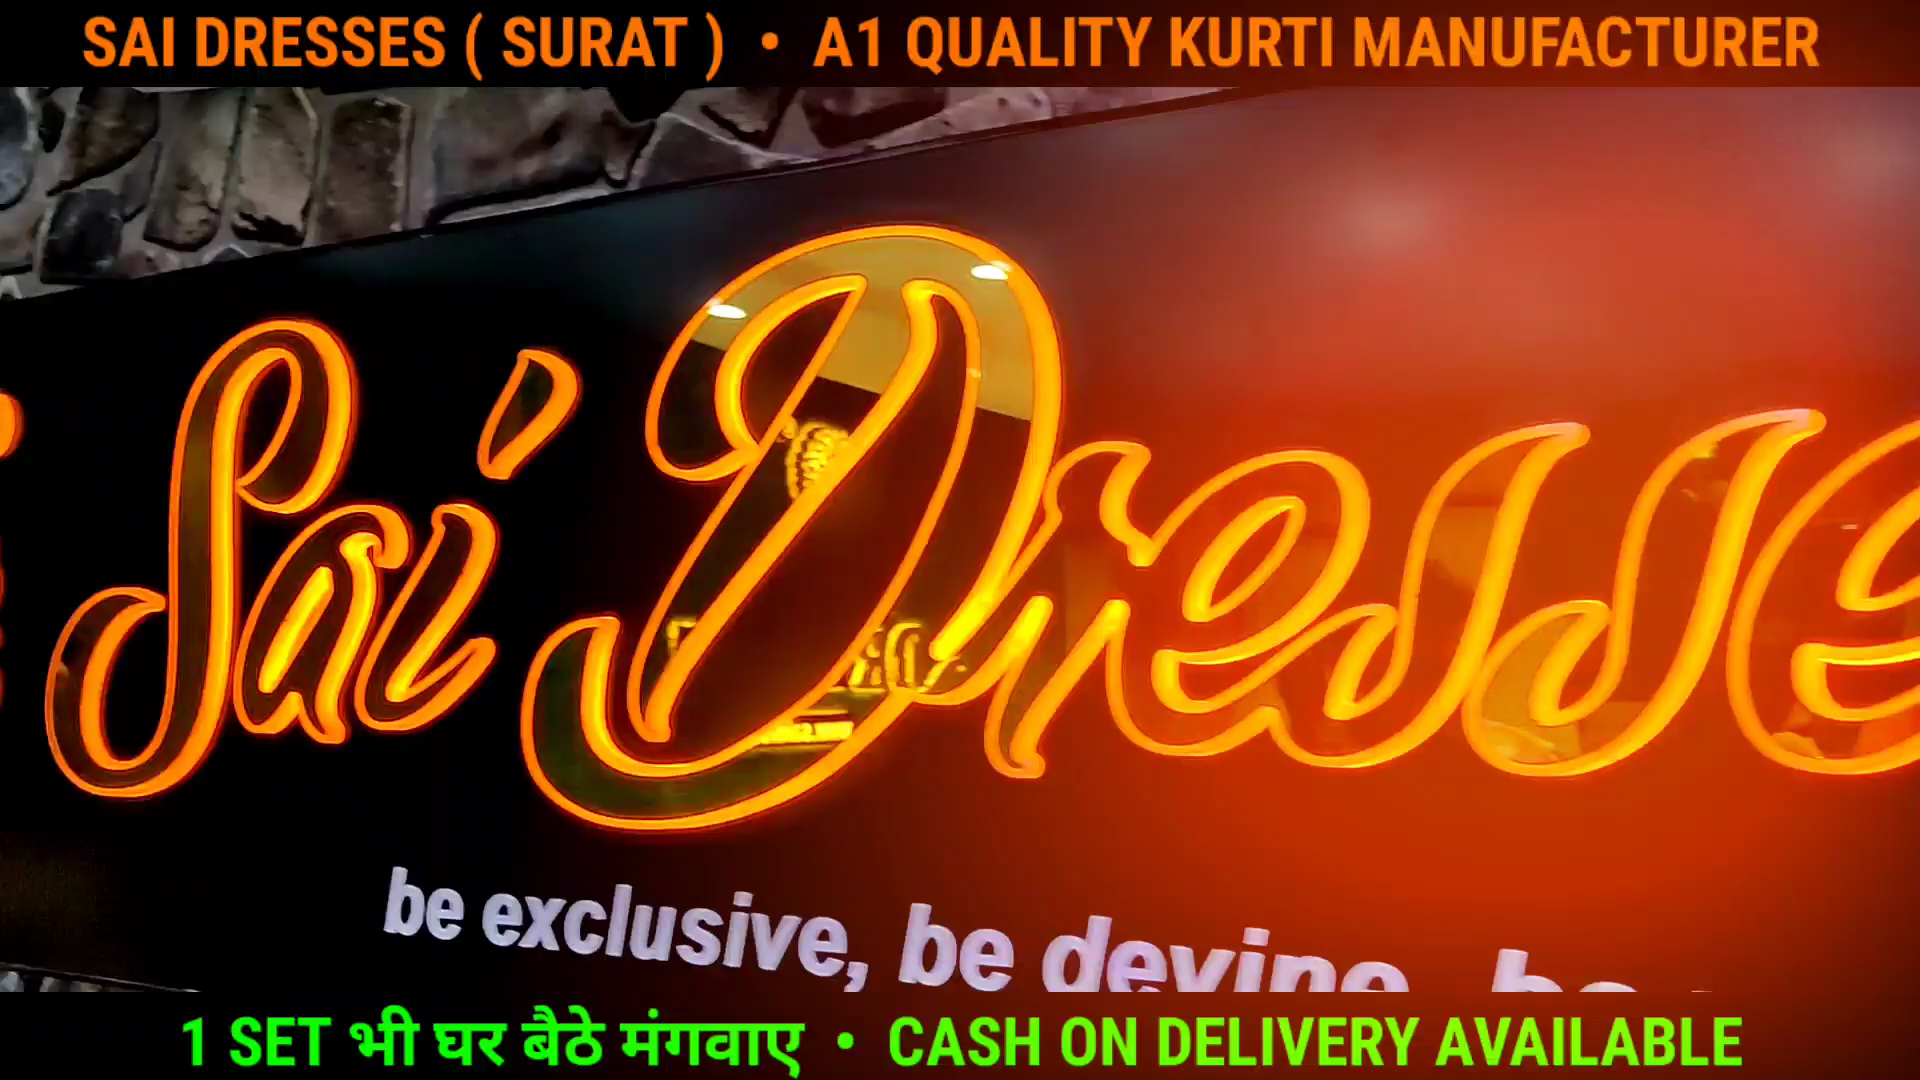 SAI DRESSES ( SURAT ) • A1 QUALITY KURTI MANUFACTURER
Sai Dresse
be exclusive, be devine,
1 SET भी घर बैठे मंगवाए • CASH ON DELIVERY AVAILABLE